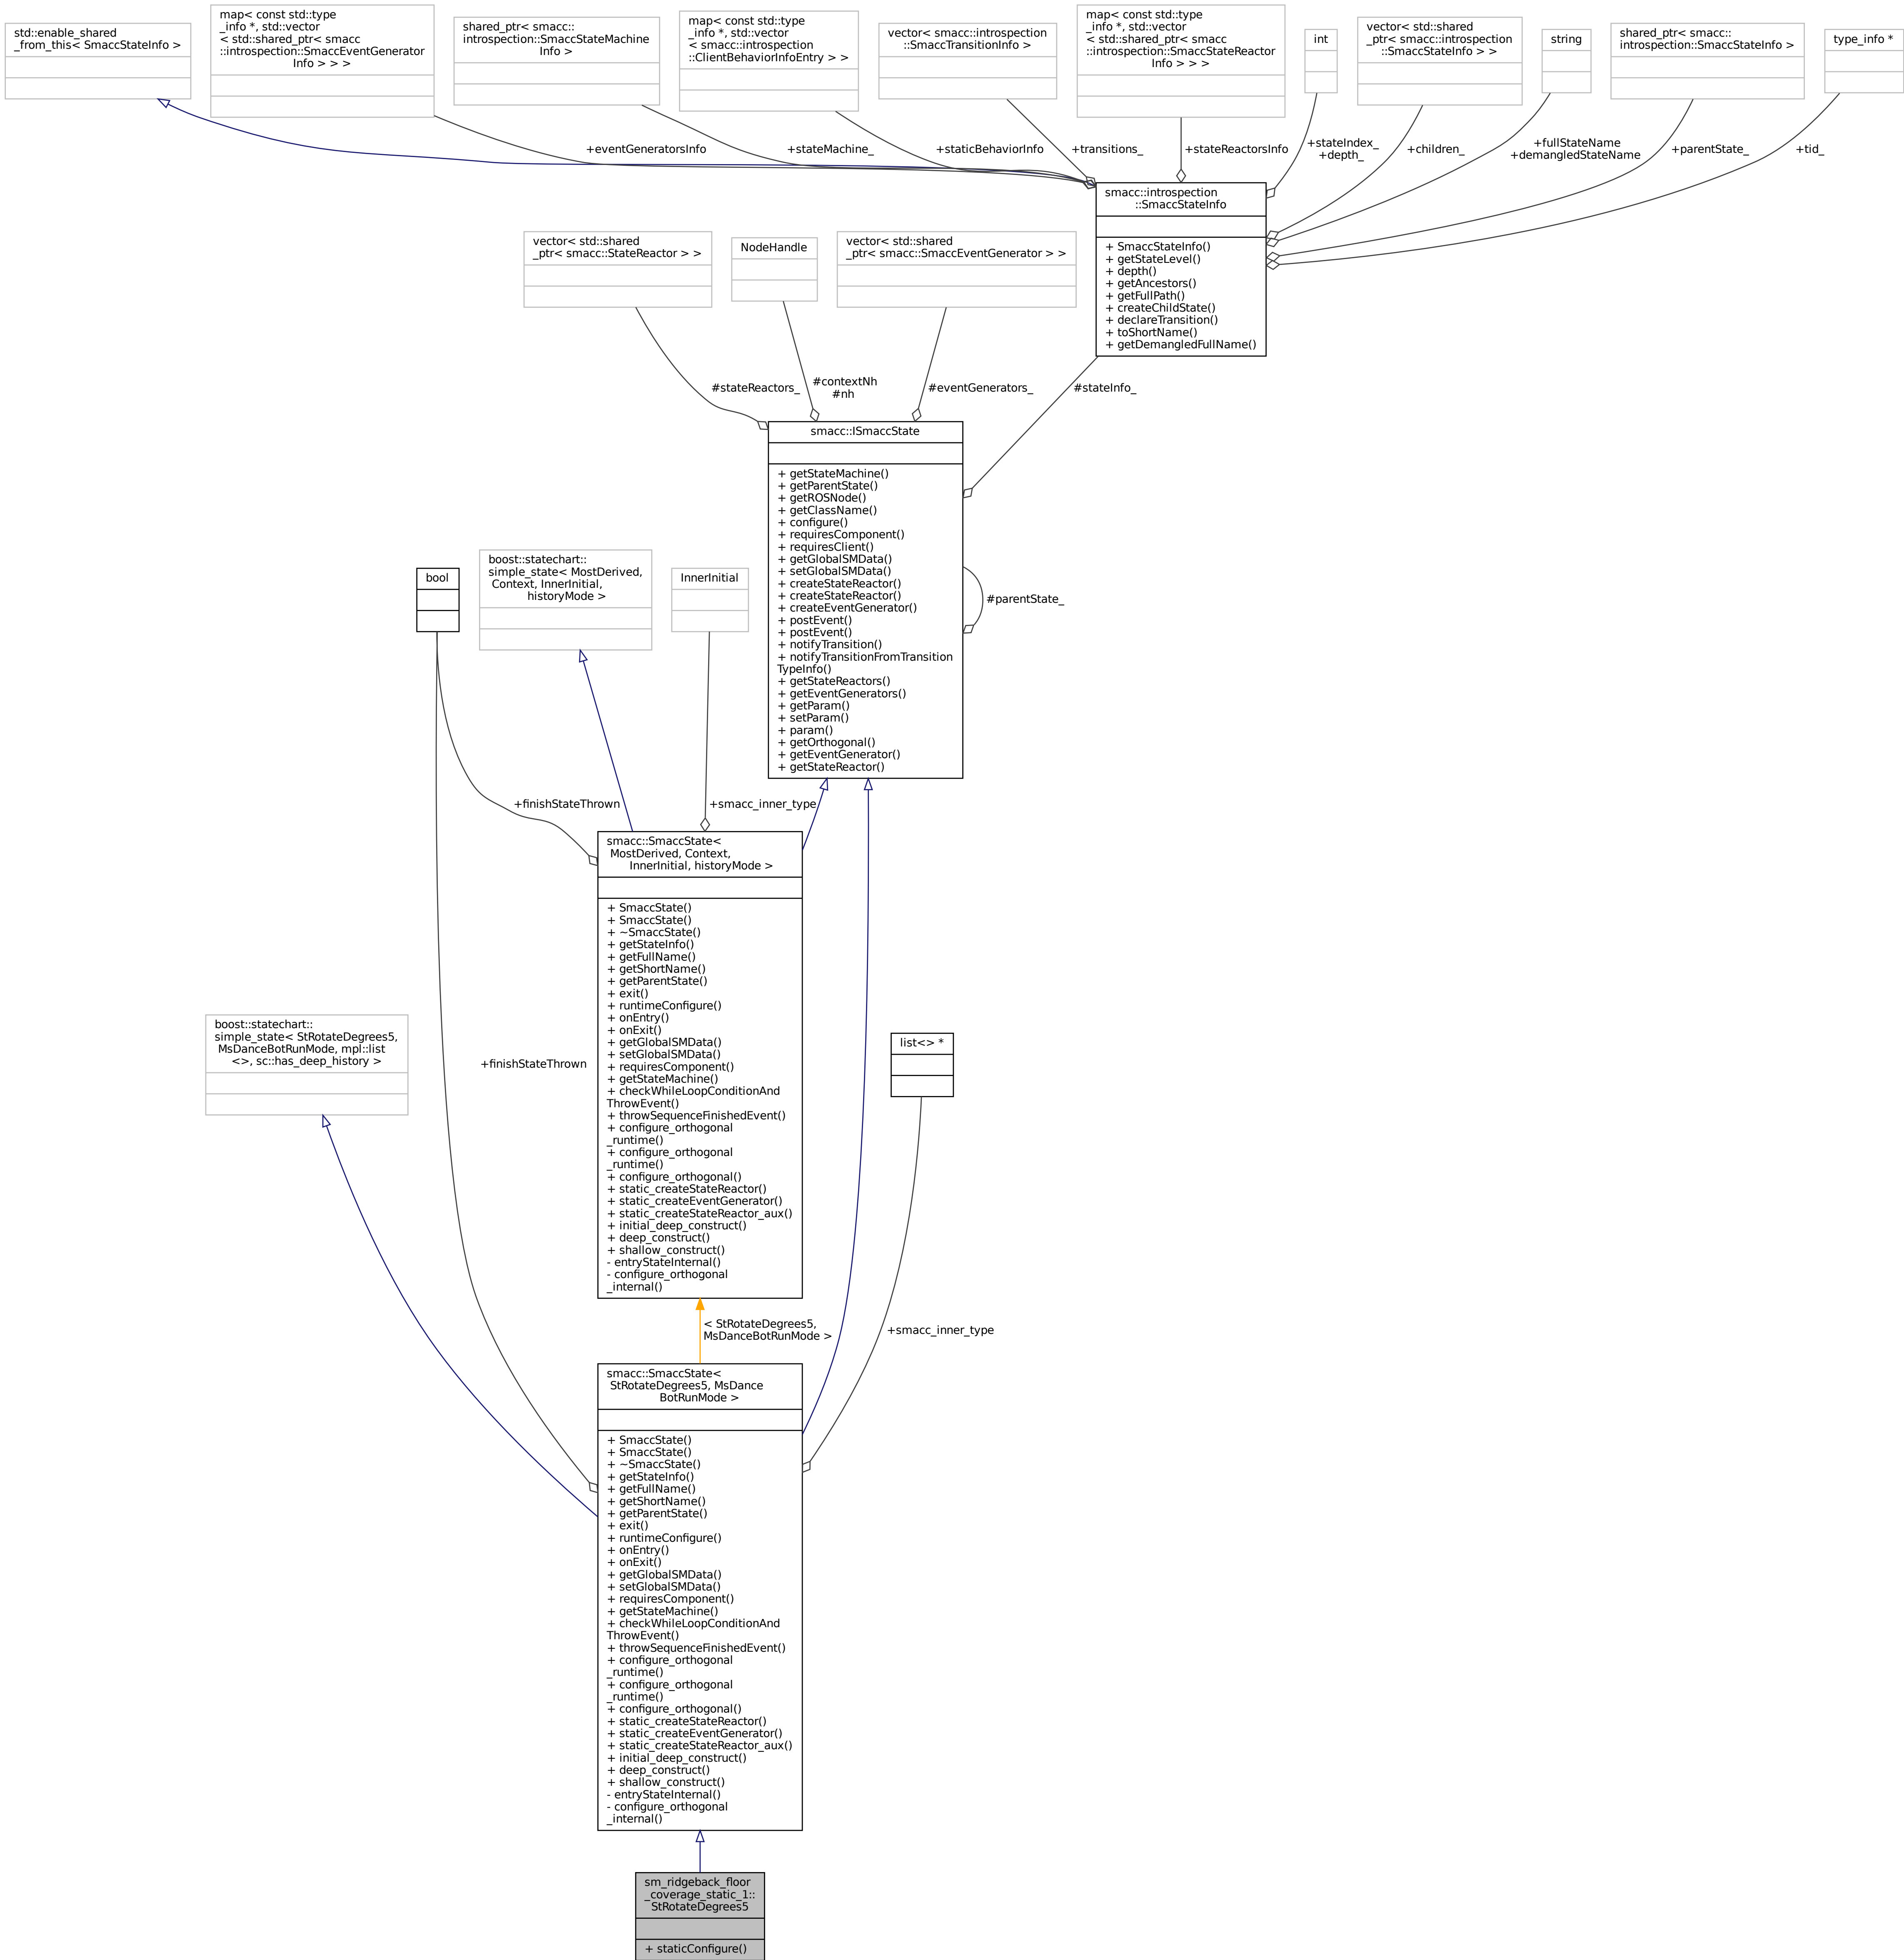 std::enable_shared
_from_this< SmaccStateInfo >
map< const std::type
_info *, std::vector
< std::shared_ptr< smacc
::introspection::SmaccEventGenerator
Info > > >
shared_ptr< smacc::
introspection::SmaccStateMachine
Info >
map< const std::type
_info *, std::vector
< smacc::introspection
::ClientBehaviorInfoEntry > >
vector< smacc::introspection
::SmaccTransitionInfo >
map< const std::type
_info *, std::vector
< std::shared_ptr< smacc
::introspection::SmaccStateReactor
Info > > >
int
vector< std::shared
_ptr< smacc::introspection
::SmaccStateInfo > >
string
shared_ptr< smacc::
introspection::SmaccStateInfo >
type_info *
+eventGeneratorsInfo
+stateMachine_
+staticBehaviorInfo
+transitions_
+stateReactorsInfo
+stateIndex_
+depth_
+children_
+fullStateName
+demangledStateName
+parentState_
+tid_
smacc::introspection
::SmaccStateInfo
+ SmaccStateInfo()
+ getStateLevel()
+ depth()
+ getAncestors()
+ getFullPath()
+ createChildState()
+ declareTransition()
+ toShortName()
+ getDemangledFullName()
vector< std::shared
_ptr< smacc::StateReactor > >
NodeHandle
vector< std::shared
_ptr< smacc::SmaccEventGenerator > >
#stateReactors_
#contextNh
#nh
#eventGenerators_
#stateInfo_
smacc::ISmaccState
+ getStateMachine()
+ getParentState()
+ getROSNode()
+ getClassName()
+ configure()
+ requiresComponent()
+ requiresClient()
+ getGlobalSMData()
+ setGlobalSMData()
+ createStateReactor()
+ createStateReactor()
+ createEventGenerator()
+ postEvent()
+ postEvent()
+ notifyTransition()
+ notifyTransitionFromTransition
TypeInfo()
+ getStateReactors()
+ getEventGenerators()
+ getParam()
+ setParam()
+ param()
+ getOrthogonal()
+ getEventGenerator()
+ getStateReactor()
#parentState_
bool
boost::statechart::
simple_state< MostDerived,
Context, InnerInitial,
historyMode >
InnerInitial
+finishStateThrown
+smacc_inner_type
smacc::SmaccState<
MostDerived, Context,
InnerInitial, historyMode >
+ SmaccState()
+ SmaccState()
+ ~SmaccState()
+ getStateInfo()
+ getFullName()
+ getShortName()
+ getParentState()
+ exit()
+ runtimeConfigure()
+ onEntry()
+ onExit()
+ getGlobalSMData()
+ setGlobalSMData()
+ requiresComponent()
+ getStateMachine()
+ checkWhileLoopConditionAnd
ThrowEvent()
+ throwSequenceFinishedEvent()
+ configure_orthogonal
_runtime()
+ configure_orthogonal
_runtime()
+ configure_orthogonal()
+ static_createStateReactor()
+ static_createEventGenerator()
+ static_createStateReactor_aux()
+ initial_deep_construct()
+ deep_construct()
+ shallow_construct()
- entryStateInternal()
- configure_orthogonal
_internal()
boost::statechart::
simple_state< StRotateDegrees5,
MsDanceBotRunMode, mpl::list
<>, sc::has_deep_history >
+finishStateThrown
list<> *
< StRotateDegrees5,
MsDanceBotRunMode >
+smacc_inner_type
smacc::SmaccState<
StRotateDegrees5, MsDance
BotRunMode >
+ SmaccState()
+ SmaccState()
+ ~SmaccState()
+ getStateInfo()
+ getFullName()
+ getShortName()
+ getParentState()
+ exit()
+ runtimeConfigure()
+ onEntry()
+ onExit()
+ getGlobalSMData()
+ setGlobalSMData()
+ requiresComponent()
+ getStateMachine()
+ checkWhileLoopConditionAnd
ThrowEvent()
+ throwSequenceFinishedEvent()
+ configure_orthogonal
_runtime()
+ configure_orthogonal
_runtime()
+ configure_orthogonal()
+ static_createStateReactor()
+ static_createEventGenerator()
+ static_createStateReactor_aux()
+ initial_deep_construct()
+ deep_construct()
+ shallow_construct()
- entryStateInternal()
- configure_orthogonal
_internal()
sm_ridgeback_floor
_coverage_static_1::
StRotateDegrees5
+ staticConfigure()